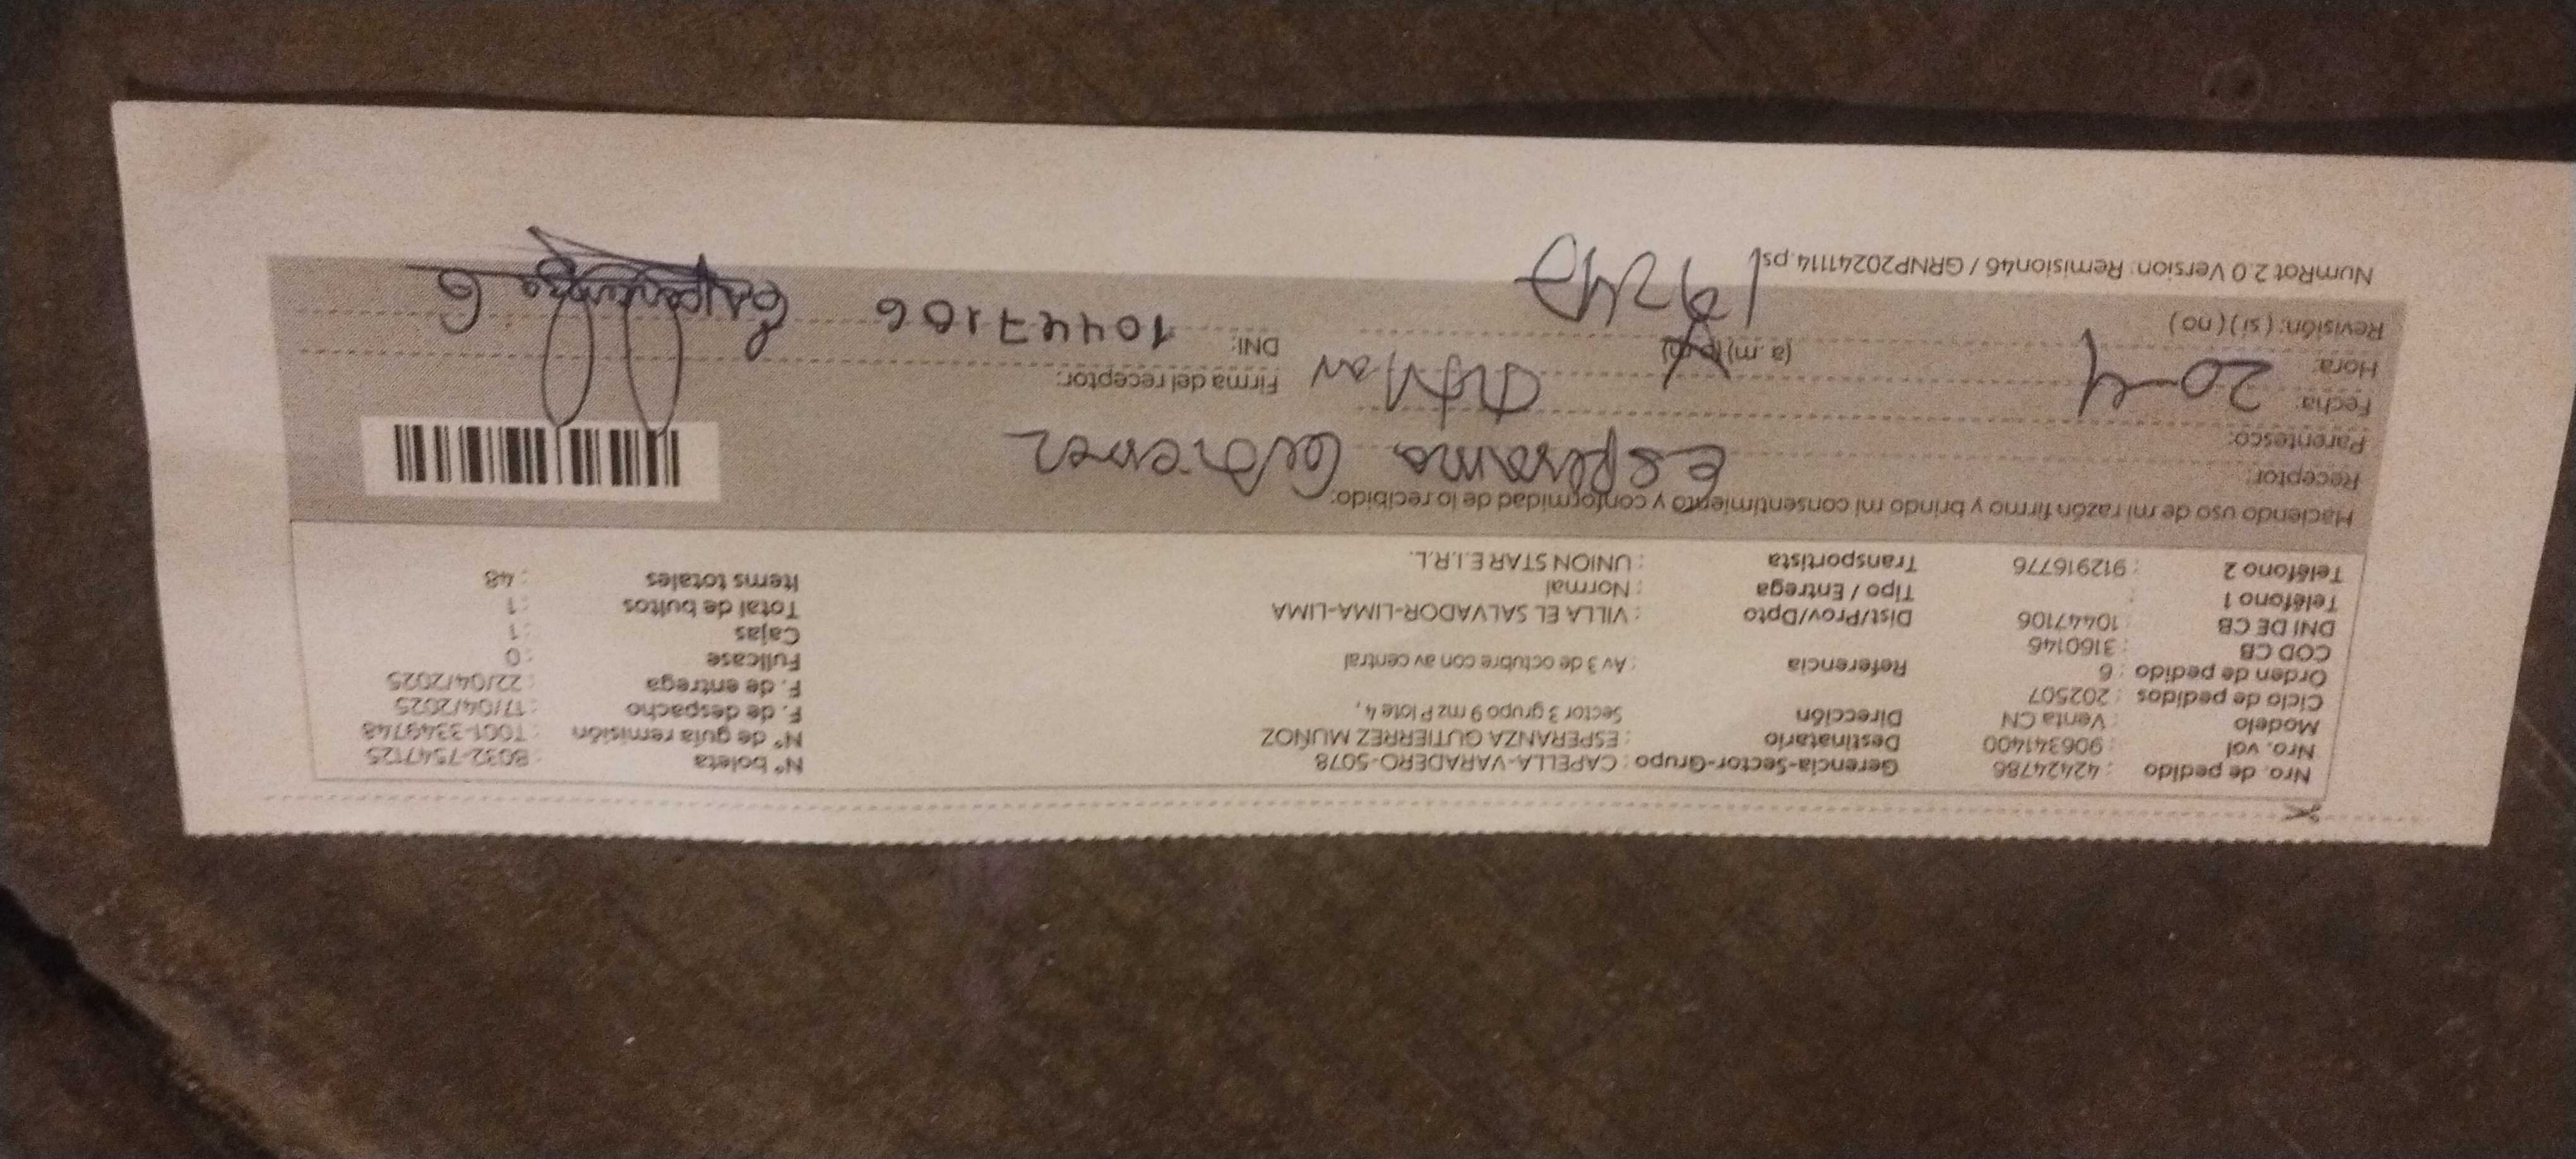 Nro. de pedido : 42424786 Gerencia-Sector-Grupo : CAPELLA-VARADERO-5078 N° boleta : B032-7547125
Nro. vol : 906341400 Destinatario : ESPERANZA GUTIERREZ MUÑOZ N° de guía remisión : T001-3349748
Modelo : Venta CN Dirección Sector 3 grupo 9 mz P lote 4, F. de despacho : 17/04/2025
Ciclo de pedidos : 202507 F. de entrega : 22/04/2025
Orden de pedido : 6 Referencia : Av 3 de octubre con av central Fullcase : 0
COD CB : 3160146 Cajas : 1
DNI DE CB : 10447106 Dist/Prov/Dpto : VILLA EL SALVADOR-LIMA-LIMA Total de bultos : 1
Teléfono 1 : Tipo / Entrega : Normal Items totales : 48
Teléfono 2 : 912916776 Transportista : UNION STAR E.I.R.L.
Haciendo uso de mi razón firmo y brindo mi consentimiento y conformidad de lo recibido:
Receptor: Esperanza Gutierrez
Parentesco:
Fecha: 20-4 Firma del receptor:
Hora: (a. m) (p. m) DNI: 10447106
Revisión: ( si ) ( no )
NumRot 2.0 Version: Remision46 / GRNP20241114.psl